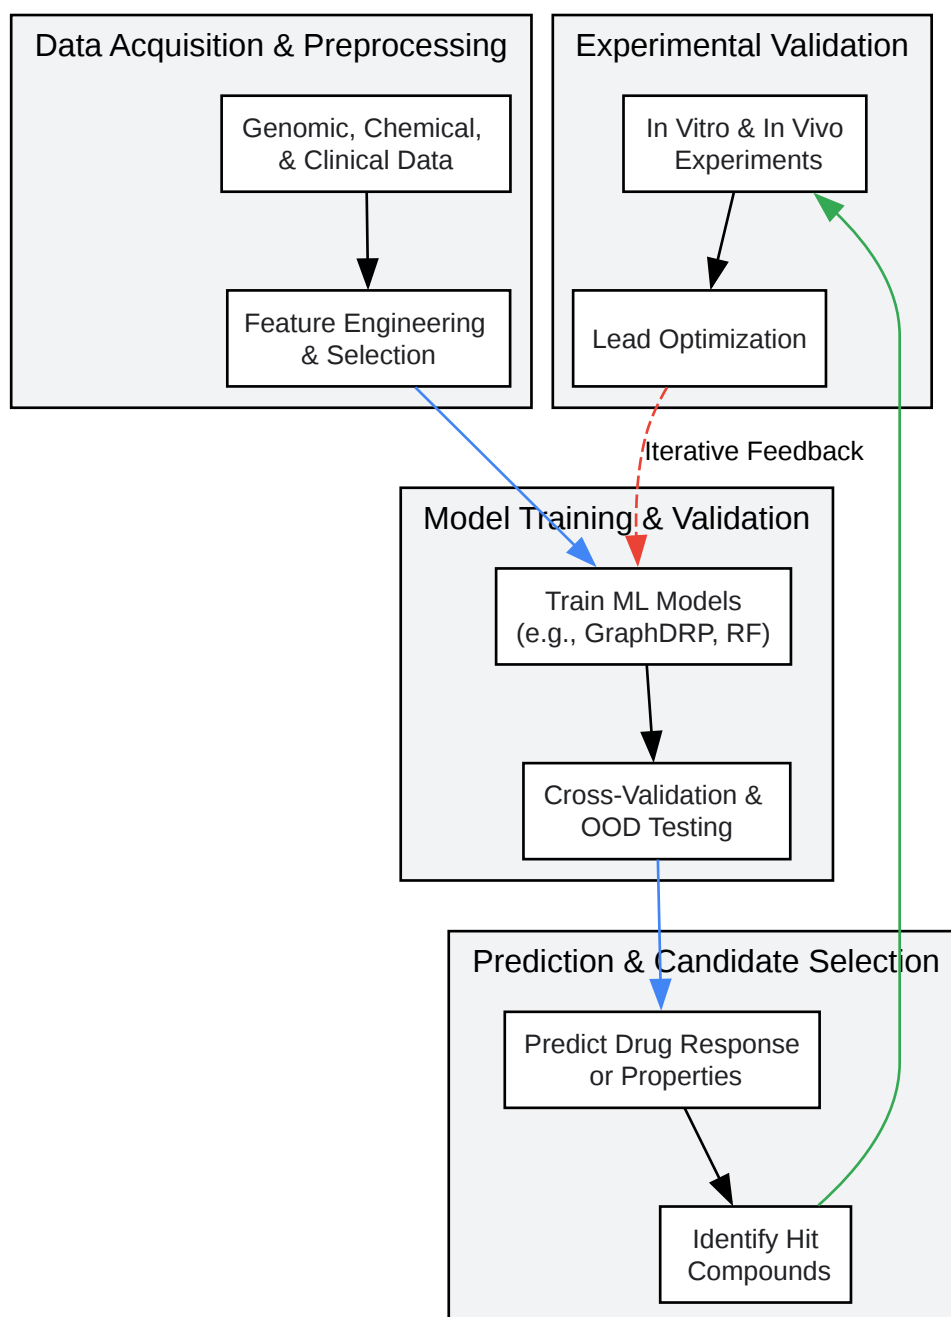 Data Acquisition & Preprocessing
Genomic, Chemical,
& Clinical Data
Feature Engineering
& Selection
Experimental Validation
In Vitro & In Vivo
Experiments
Lead Optimization
Iterative Feedback
Model Training & Validation
Train ML Models
(e.g., GraphDRP, RF)
Cross-Validation &
OOD Testing
Prediction & Candidate Selection
Predict Drug Response
or Properties
Identify Hit
Compounds